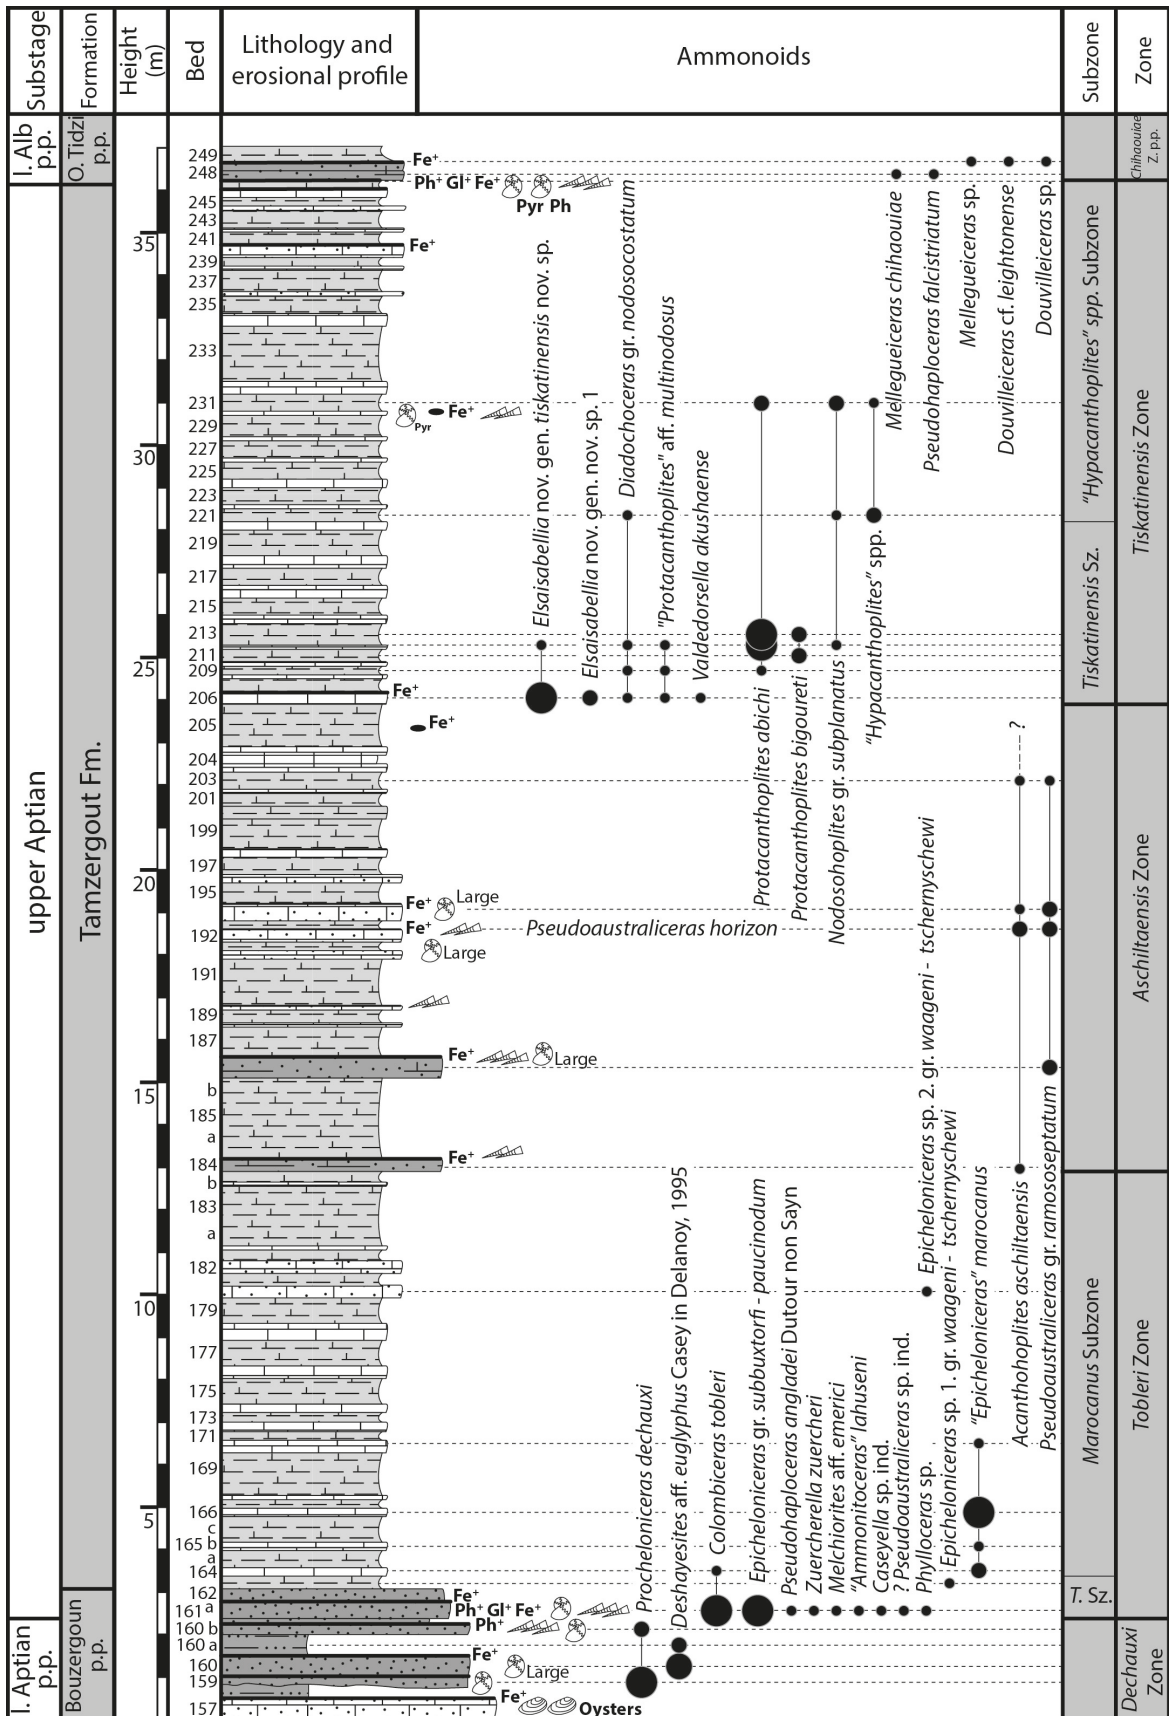 Substage
Formation
Height (m)
Bed
Lithology and
erosional profile
Ammonoids
Subzone
Zone
l. Alb
p.p.
O. Tidzi
p.p.
upper Aptian
Tamzergout Fm.
l. Aptian
p.p.
Bouzergoun
p.p.
35
30
25
20
15
10
5
249
248
245
243
241
239
237
235
233
231
229
227
225
223
221
219
217
215
213
211
209
206
205
204
203
201
199
197
195
192
191
189
187
b
185
a
184
b
183
a
182
179
177
175
173
171
169
166
c
165 b
a
164
162
161 a
160 b
160 a
160
159
157
Fe+
Ph+ Gl+ Fe+
Pyr Ph
Fe+
Pyr
Fe+
Fe+
Fe+
Fe+
Large
Fe+
Large
Fe+
Large
Fe+
Fe+
Ph+ Gl+ Fe+
Ph+
Fe+
Large
Fe+
Oysters
Pseudoaustraliceras horizon
Elsaisabellia nov. gen. tiskatinensis nov. sp.
Elsaisabellia nov. gen. nov. sp. 1
Diadochoceras gr. nodosocostatum
"Protacanthoplites" aff. multinodosus
Valdedorsella akushaense
Protacanthoplites abichi
Protacanthoplites bigoureti
Nodosohoplites gr. subplanatus
"Hypacanthoplites" spp.
Mellegueiceras chihaouiae
Pseudohaploceras falcistriatum
Mellegueiceras sp.
Douvilleiceras cf. leightonense
Douvilleiceras sp.
?
Procheloniceras dechauxi
Deshayesites aff. euglyphus Casey in Delanoy, 1995
Colombiceras tobleri
Epicheloniceras gr. subbuxtorfi - paucinodum
Pseudohaploceras angladei Dutour non Sayn
Zuercherella zuercheri
Melchiorites aff. emerici
"Ammonitoceras" lahuseni
Caseyella sp. ind.
? Pseudoaustraliceras sp. ind.
Phylloceras sp.
Epicheloniceras sp. 2. gr. waageni - tschernyschewi
Epicheloniceras sp. 1. gr. waageni - tschernyschewi
"Epicheloniceras" marocanus
Acanthohoplites aschiltaensis
Pseudoaustraliceras gr. ramososeptatum
"Hypacanthoplites" spp. Subzone
Tiskatinensis Sz.
Marocanus Subzone
T. Sz.
Chihaouiae
Z. p.p.
Tiskatinensis Zone
Aschiltaensis Zone
Tobleri Zone
Dechauxi
Zone